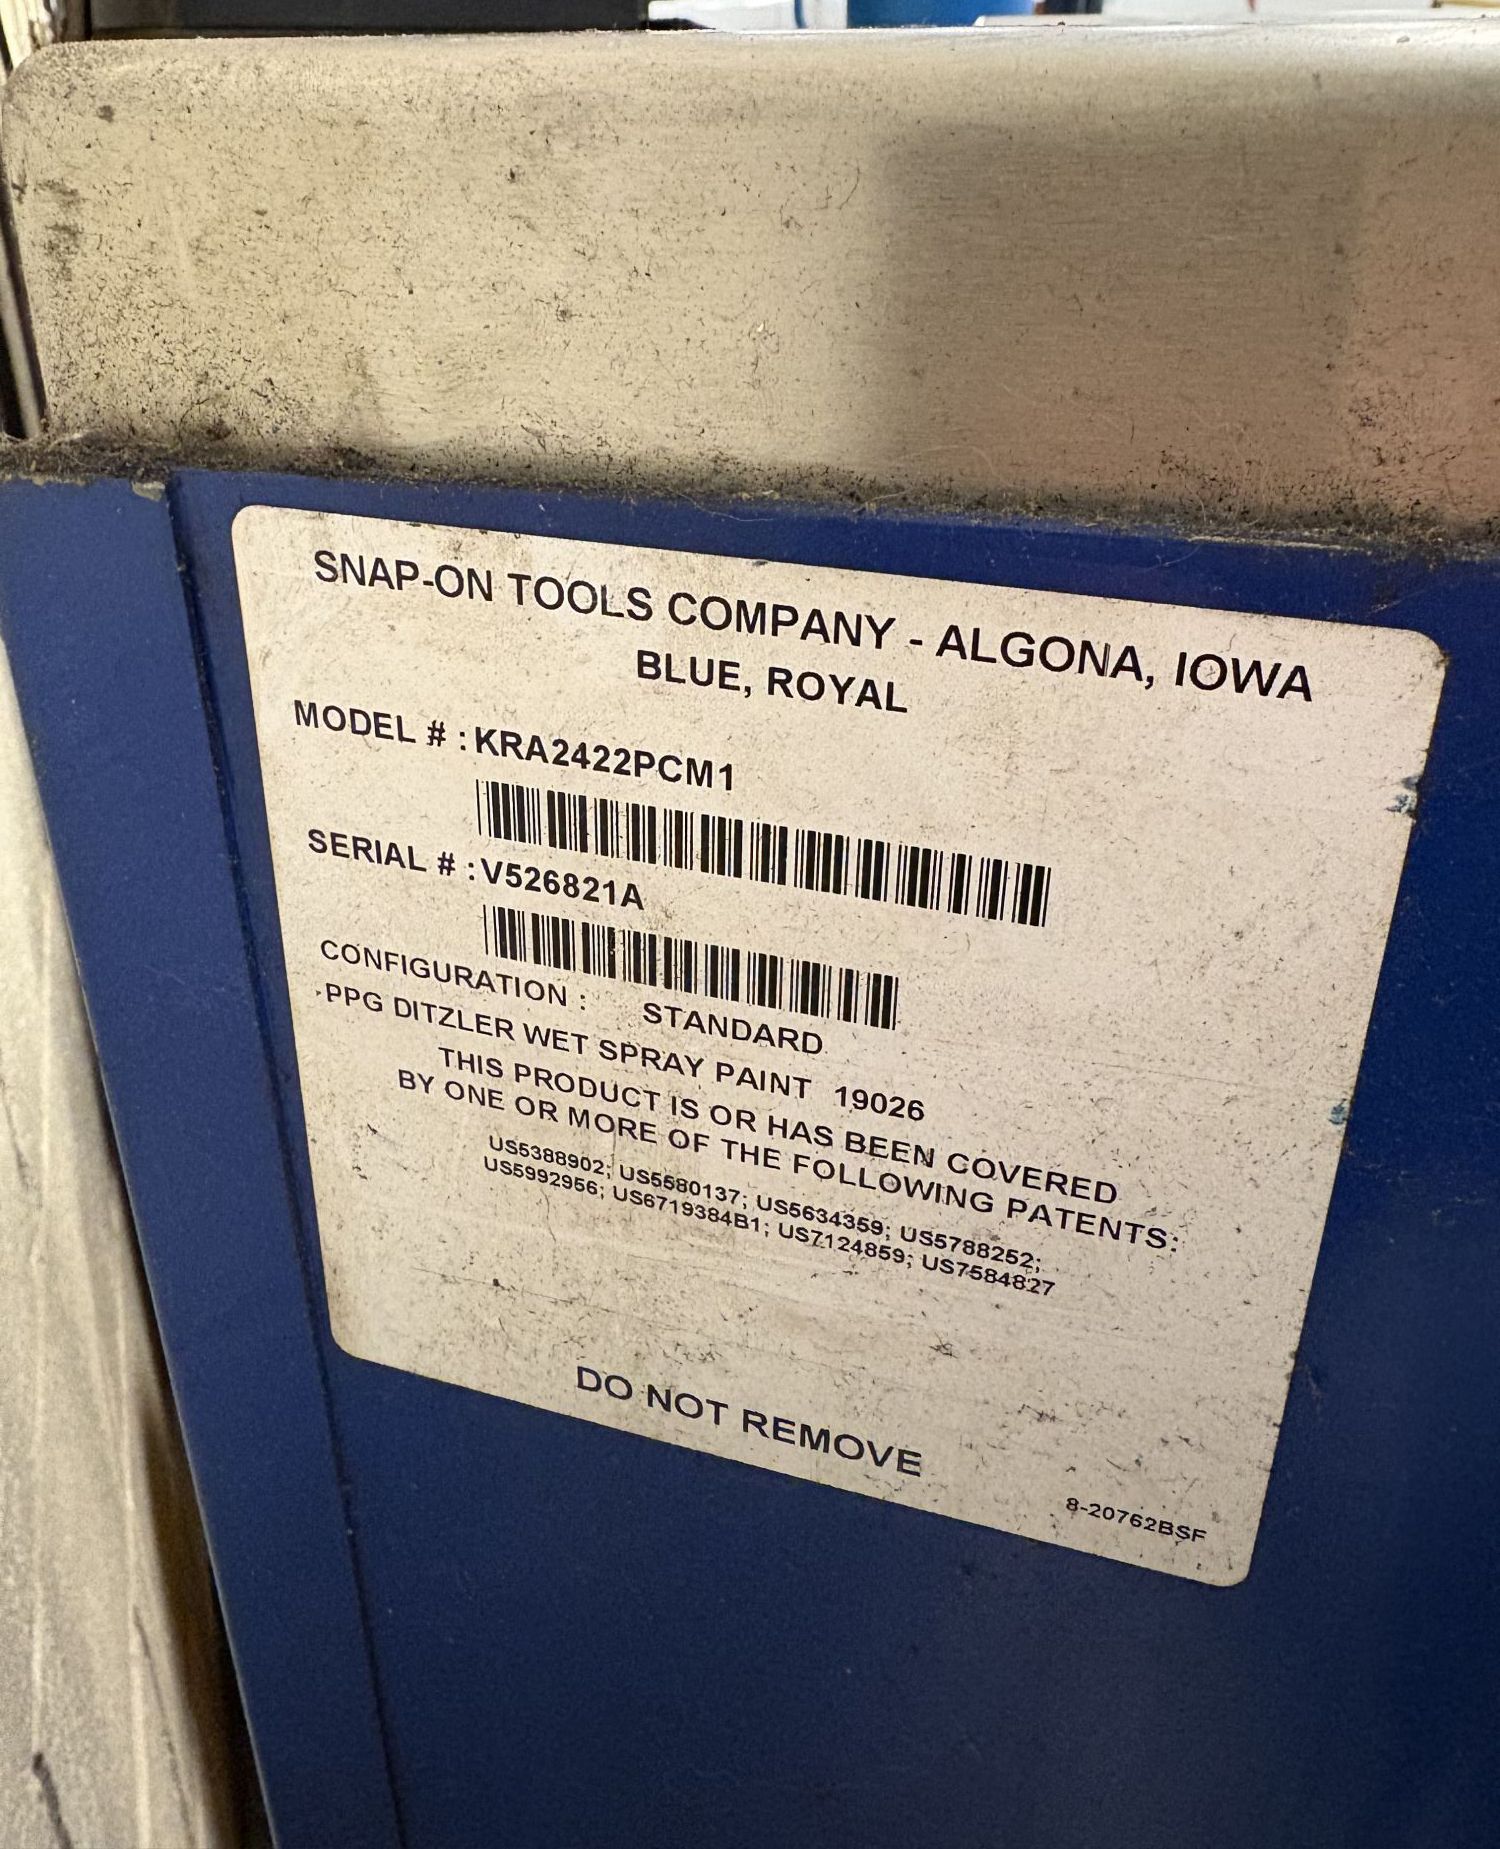 SNAP-ON TOOLS COMPANY - ALGONA, IOWA
BLUE, ROYAL
MODEL # : KRA2422PCM1
SERIAL # : V526821A
CONFIGURATION : STANDARD
PPG DITZLER WET SPRAY PAINT 19026
THIS PRODUCT IS OR HAS BEEN COVERED
BY ONE OR MORE OF THE FOLLOWING PATENTS:
US5388902; US5580137; US5634359; US5788252;
US5992956; US6719384B1; US7124859; US7584827
DO NOT REMOVE
8-20762BSF